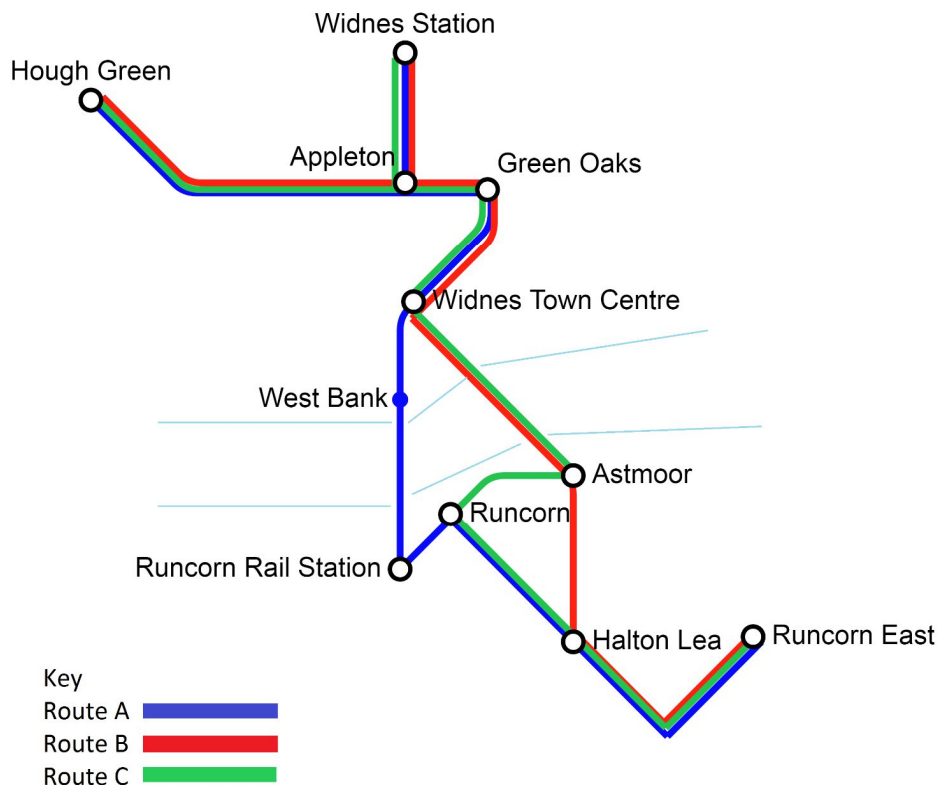 Widnes Station
Hough Green
Appleton
Green Oaks
Widnes Town Centre
West Bank
Astmoor
Runcorn
Runcorn Rail Station
Halton Lea
Runcorn East
Key
Route A
Route B
Route C